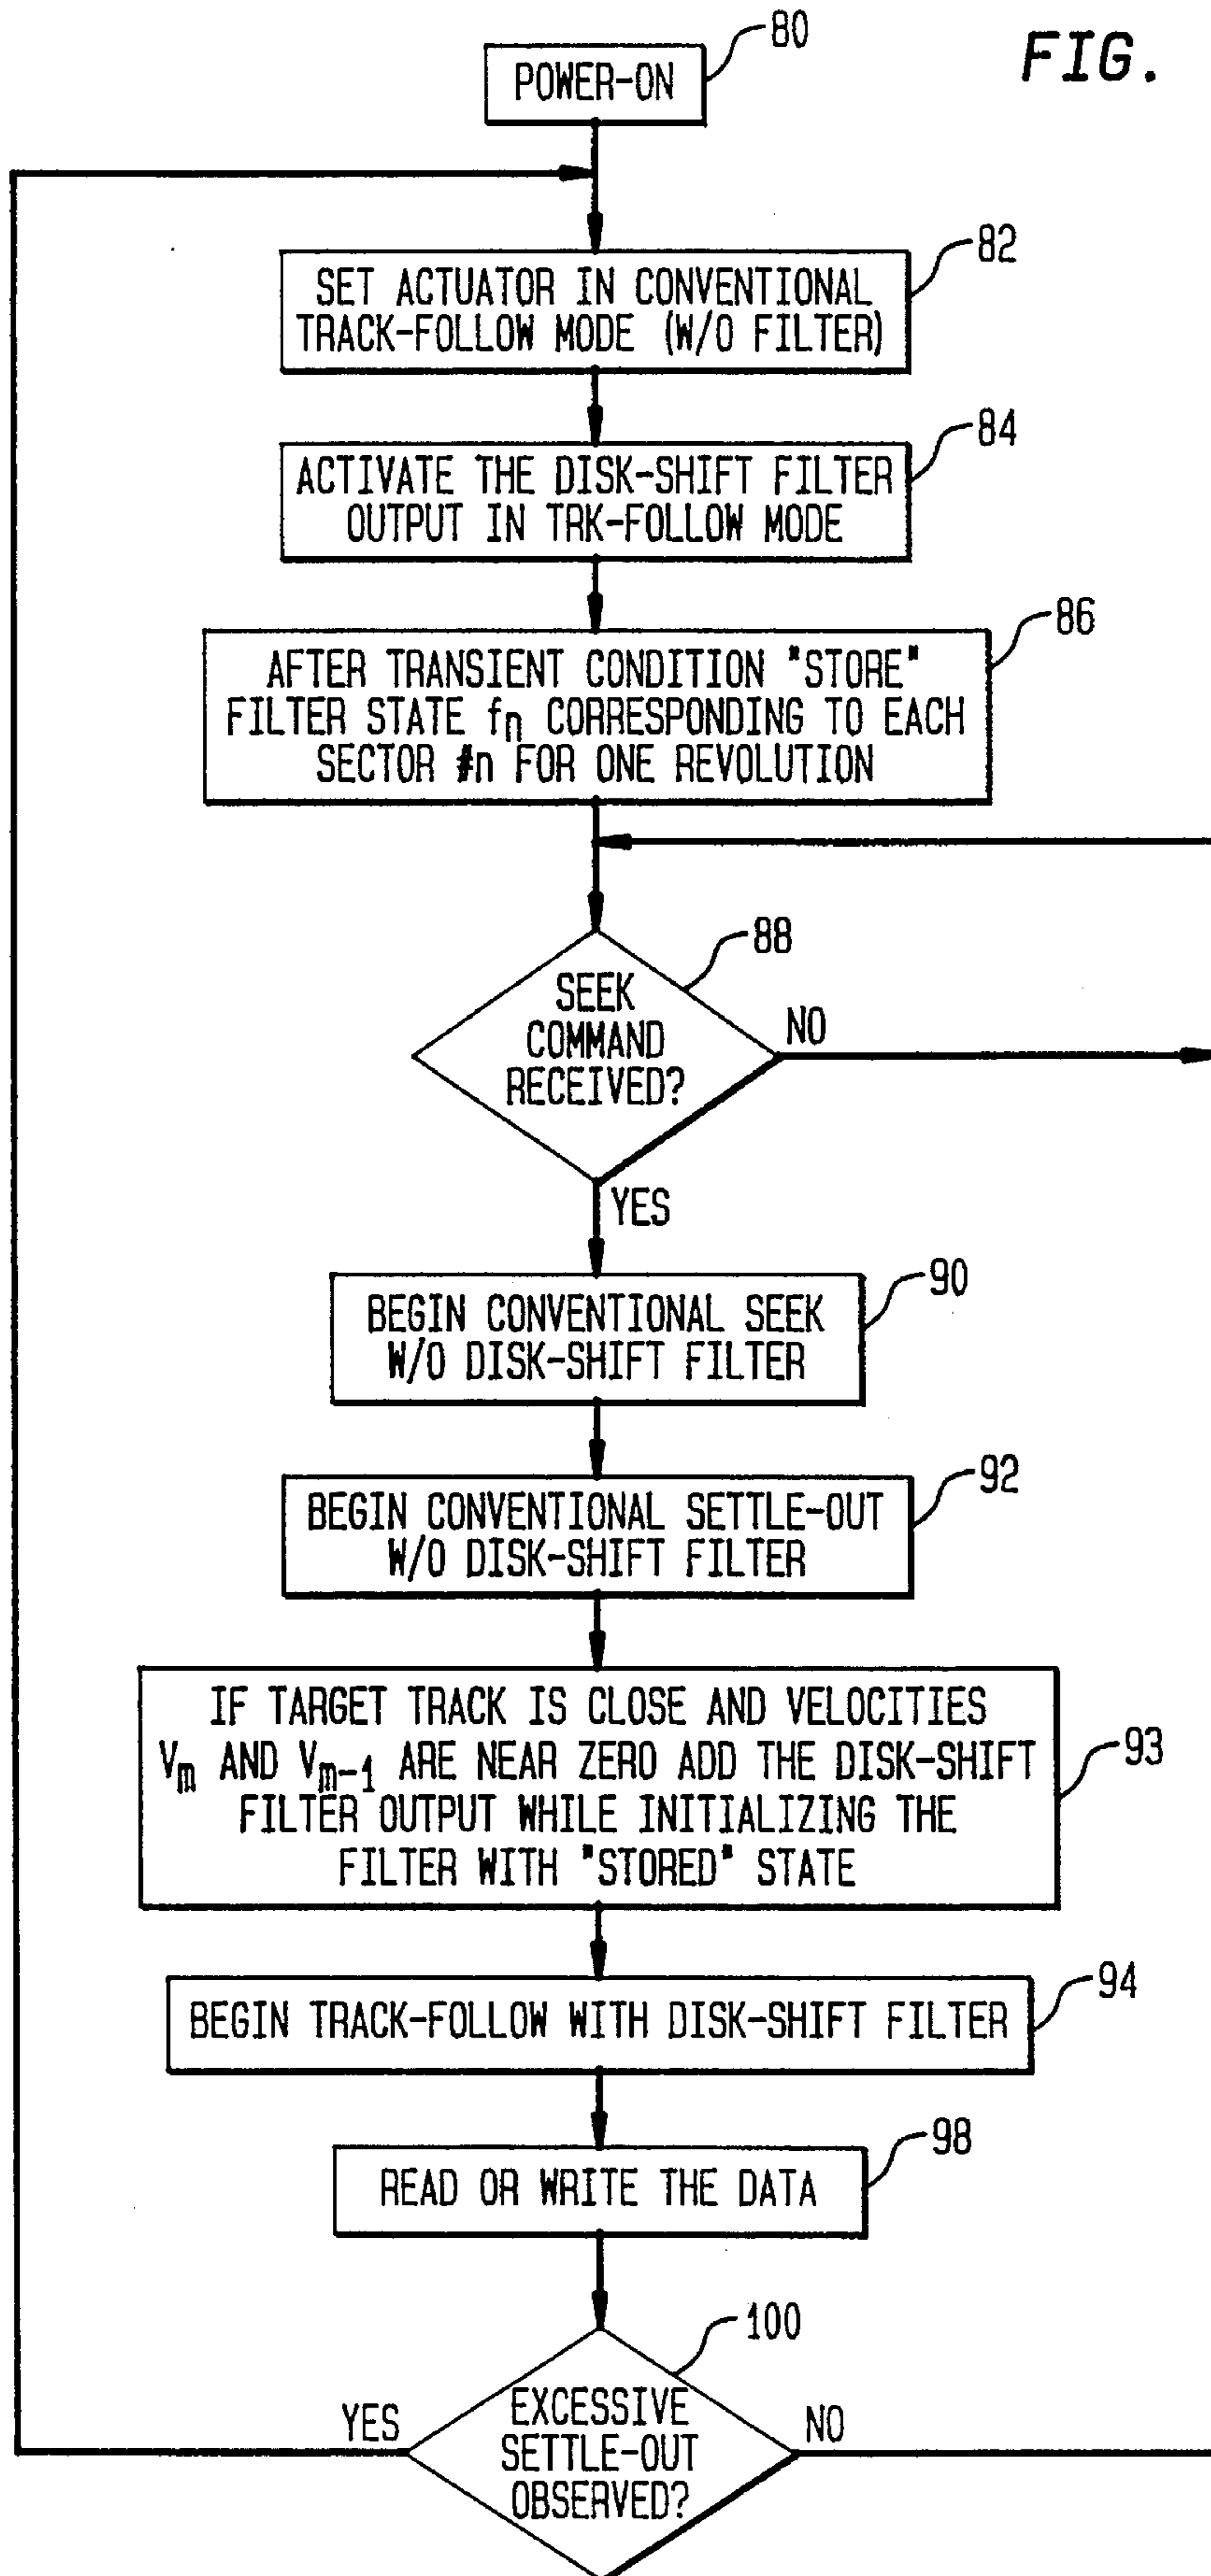 80
FIG.
POWER-ON
82
SET ACTUATOR IN CONVENTIONAL
TRACK-FOLLOW MODE (W/O FILTER)
84
ACTIVATE THE DISK-SHIFT FILTER
OUTPUT IN TRK-FOLLOW MODE
86
AFTER TRANSIENT CONDITION "STORE"
FILTER STATE fn CORRESPONDING TO EACH
SECTOR #n FOR ONE REVOLUTION
88
SEEK
COMMAND
RECEIVED?
NO
YES
90
BEGIN CONVENTIONAL SEEK
W/O DISK-SHIFT FILTER
92
BEGIN CONVENTIONAL SETTLE-OUT
W/O DISK-SHIFT FILTER
93
IF TARGET TRACK IS CLOSE AND VELOCITIES
Vm AND Vm-1 ARE NEAR ZERO ADD THE DISK-SHIFT
FILTER OUTPUT WHILE INITIALIZING THE
FILTER WITH "STORED" STATE
94
BEGIN TRACK-FOLLOW WITH DISK-SHIFT FILTER
98
READ OR WRITE THE DATA
100
YES
EXCESSIVE
SETTLE-OUT
OBSERVED?
NO